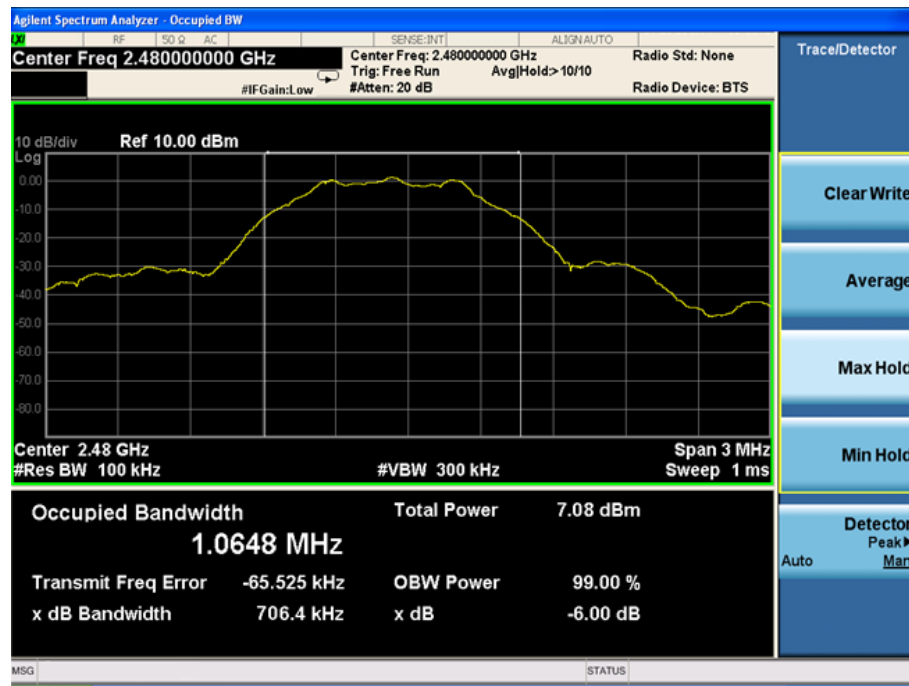 Agilent Spectrum Analyzer - Occupied BW
LXI RF 50 Ω AC SENSE:INT ALIGN AUTO
Center Freq 2.480000000 GHz
Center Freq: 2.480000000 GHz Radio Std: None
Trig: Free Run Avg|Hold:>10/10
#IFGain:Low #Atten: 20 dB Radio Device: BTS
10 dB/div Ref 10.00 dBm
Log
0.00
-10.0
-20.0
-30.0
-40.0
-50.0
-60.0
-70.0
-80.0
Center 2.48 GHz Span 3 MHz
#Res BW 100 kHz #VBW 300 kHz Sweep 1 ms
Occupied Bandwidth Total Power 7.08 dBm
1.0648 MHz
Transmit Freq Error -65.525 kHz OBW Power 99.00 %
x dB Bandwidth 706.4 kHz x dB -6.00 dB
MSG STATUS
Trace/Detector
Clear Write
Average
Max Hold
Min Hold
Detector
Peak
Auto Man